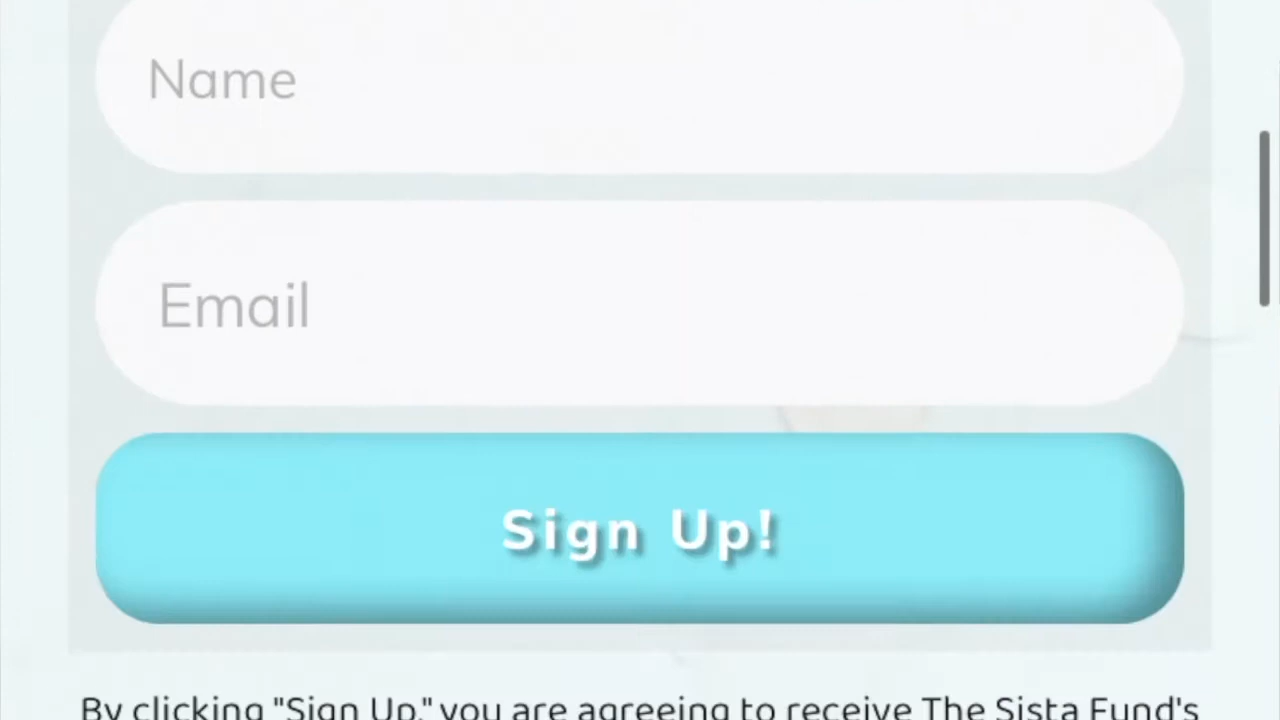 Name
Email
Sign Up!
By clicking "Sign Up," you are agreeing to receive The Sista Fund's